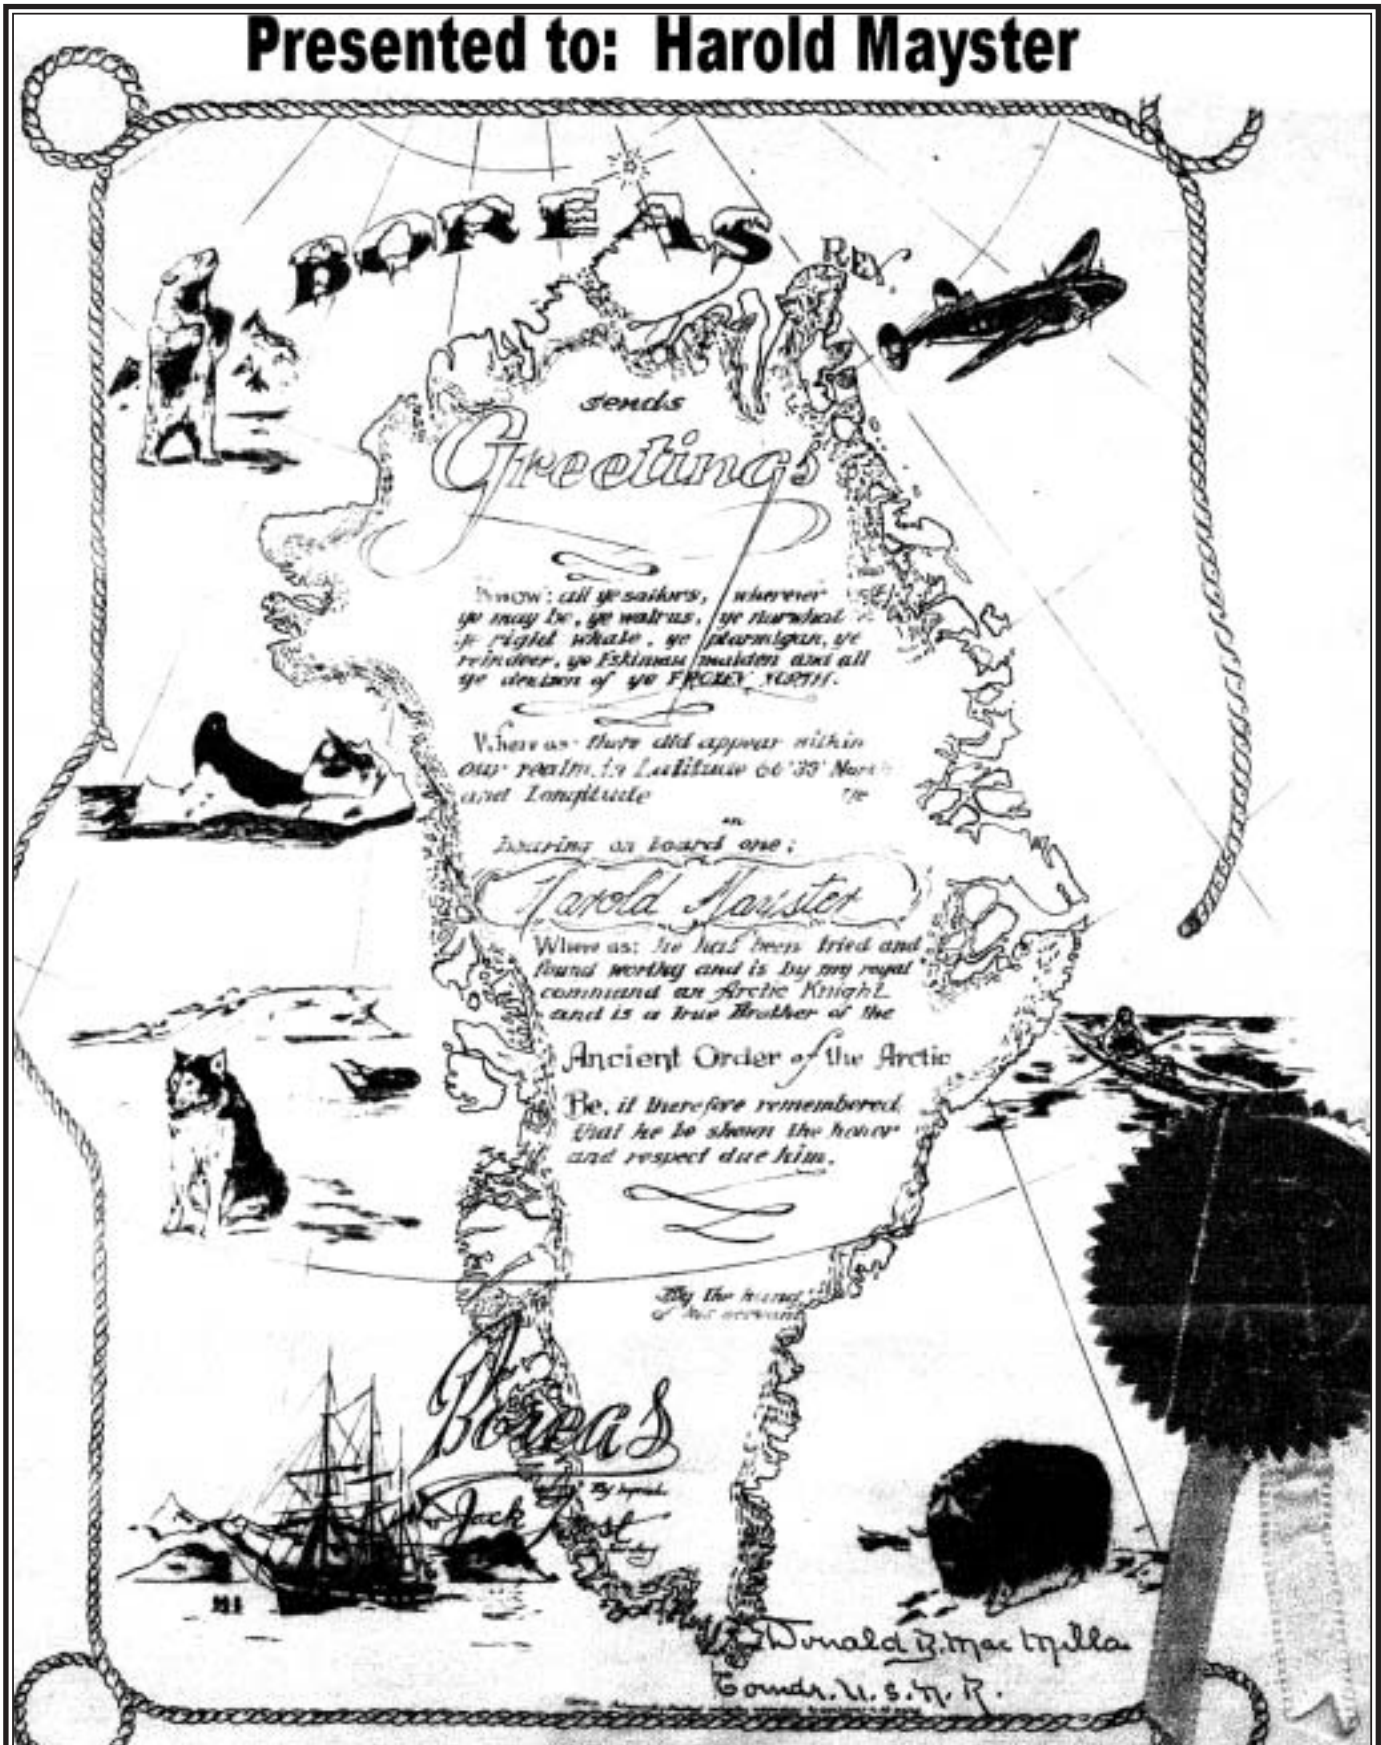 Presented to: Harold Mayster
BOREAS
REX
sends
Greetings
Know: all ye sailors, wherever
ye may be, ye walrus, ye narwhal
ye right whale, ye ptarmigan, ye
reindeer, ye Eskimau maiden and all
ye denizen of ye FROZEN NORTH.
Whereas: there did appear within
our realm, in Latitude 66°33' North
and Longitude the
on
bearing on board one:
Harold Mayster
Whereas: he has been tried and
found worthy and is by my royal
command an Arctic Knight
and is a true Brother of the
Ancient Order of the Arctic
Be, it therefore remembered
that he be shown the honor
and respect due him.
By the hand
of his servant
Boreas
Jack Frost
Donald B. MacMilla
Comdr. U. S. N. R.